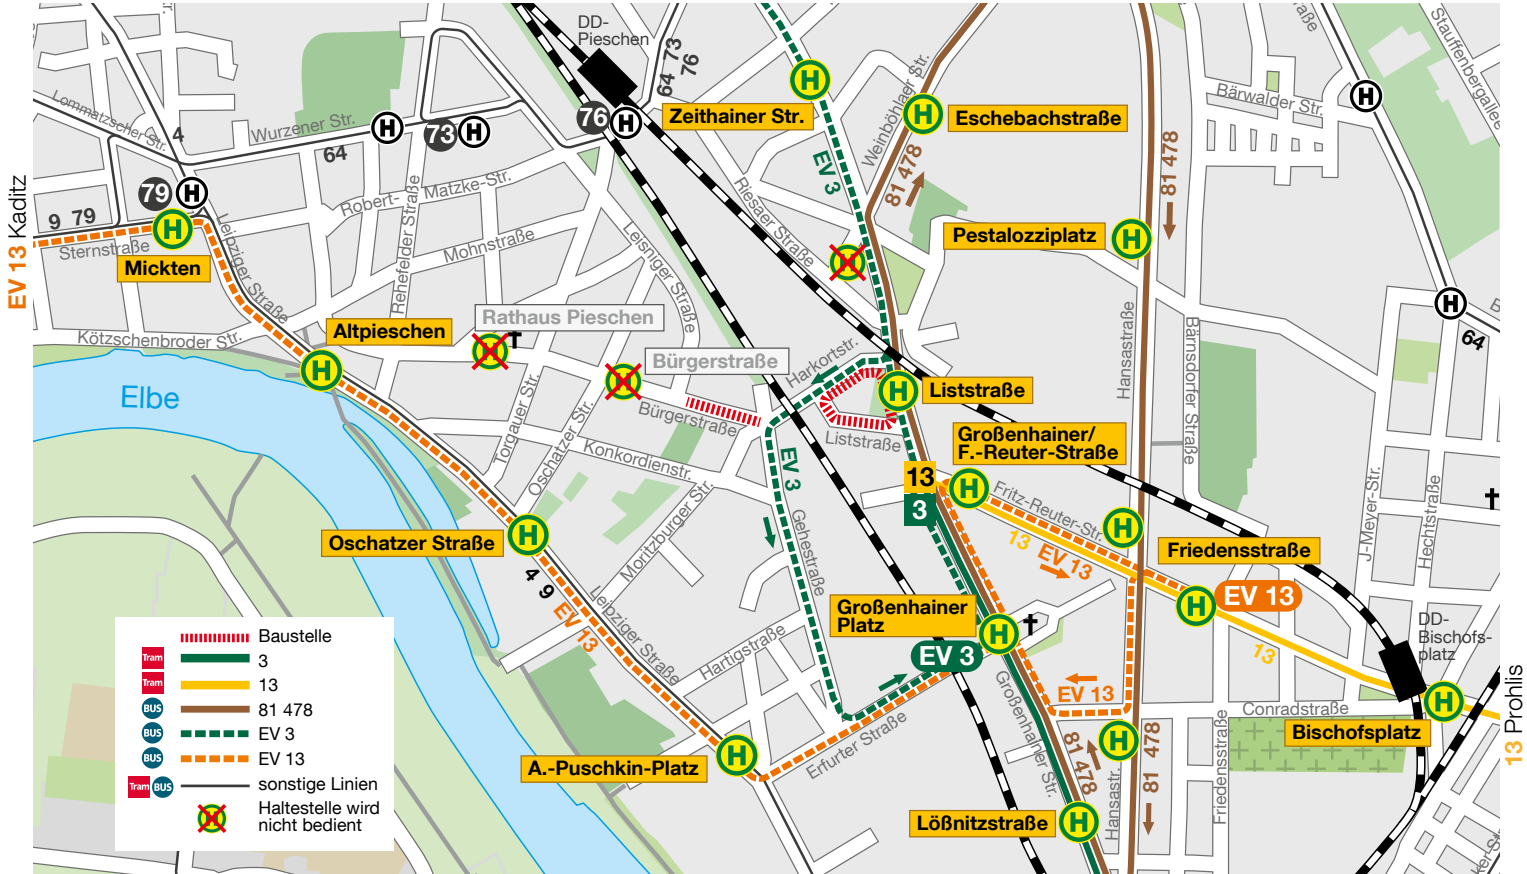 DD-
Pieschen
64 73
76
76
H
Zeithainer Str.
H
Eschebachstraße
H
Weinböhlaer Str.
81 478
81 478
EV 3
Bärwalder Str.
Stauffenbergallee
raße
H
Lommatzscher Str.
4
Wurzener Str.
64
H
73
H
79
H
9 79
Sternstraße
H
Mickten
EV 13 Kaditz
Robert-
Matzke-Str.
Mohnstraße
Rehefelder Straße
Leipziger Straße
Leisniger Straße
Riesaer Straße
H
Pestalozziplatz
H
H
64
Kötzschenbroder Str.
Altpieschen
H
Rathaus Pieschen
H
Bürgerstraße
H
Bürgerstraße
Harkortstr.
Liststraße
H
Liststraße
Hansastraße
Bärnsdorfer Straße
Elbe
Torgauer Str.
Oschatzer Str.
Konkordienstr.
Moritzburger Str.
EV 3
Gehestraße
Großenhainer/
F.-Reuter-Straße
13
3
H
Fritz-Reuter-Str.
13
EV 13
H
Friedensstraße
H
EV 13
J-Meyer-Str.
Hechtstraße
Oschatzer Straße
H
4 9
EV 13
Leipziger Straße
Hartigstraße
Großenhainer
Platz
H
EV 3
EV 13
13
DD-
Bischofs-
platz
H
Bischofsplatz
Conradstraße
Friedensstraße
13 Prohlis
A.-Puschkin-Platz
H
Erfurter Straße
Großenhainer Str.
81 478
H
Hansastr.
81 478
Lößnitzstraße
H
Baustelle
Tram
3
Tram
13
BUS
81 478
BUS
EV 3
BUS
EV 13
Tram BUS
sonstige Linien
H
Haltestelle wird
nicht bedient